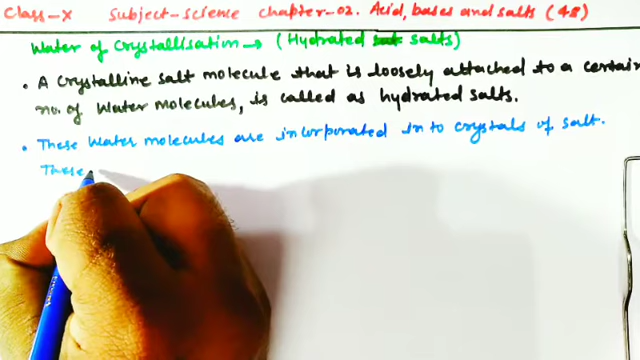 Class-X Subject-Science Chapter-02. Acid, bases and salts (48)
Water of Crystallisation → (Hydrated salts)
• A Crystalline salt molecule that is loosely attached to a certain
no. of water molecules, is called as hydrated salts.
• These water molecules are incorporated in to crystals of salt.
These